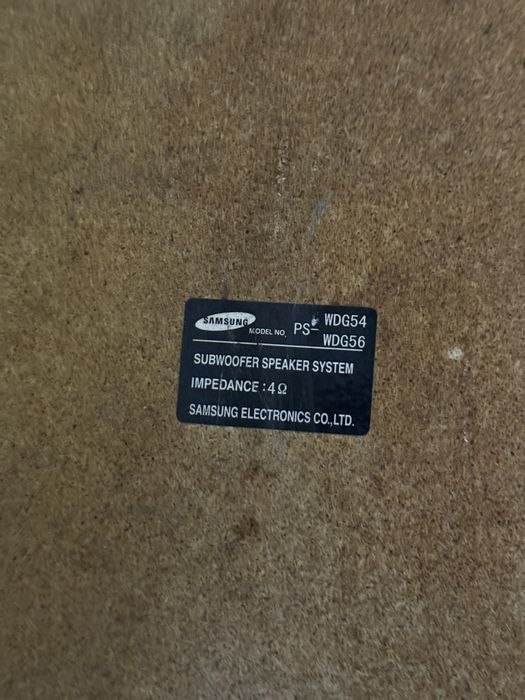 SAMSUNG MODEL NO. PS- WDG54
WDG56
SUBWOOFER SPEAKER SYSTEM
IMPEDANCE : 4Ω
SAMSUNG ELECTRONICS CO.,LTD.